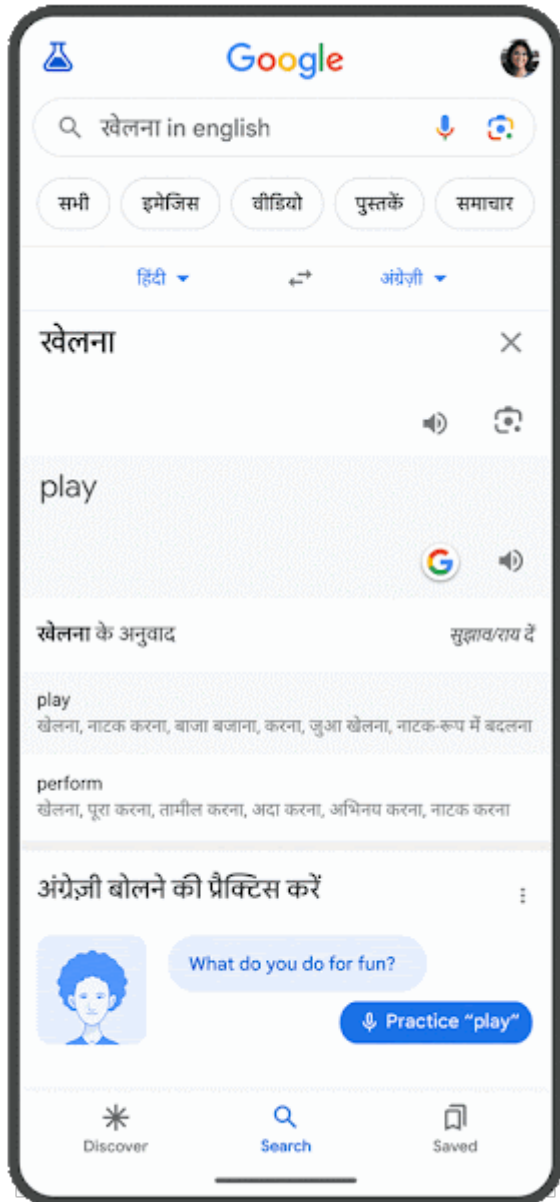 Google
खेलना in english
सभी इमेजिस वीडियो पुस्तकें समाचार
हिंदी अंग्रेज़ी
खेलना
play
G
खेलना के अनुवाद सुझाव/राय दें
play
खेलना, नाटक करना, बाजा बजाना, करना, जुआ खेलना, नाटक-रूप में बदलना
perform
खेलना, पूरा करना, तामील करना, अदा करना, अभिनय करना, नाटक करना
अंग्रेज़ी बोलने की प्रैक्टिस करें
What do you do for fun?
Practice “play”
Discover Search Saved